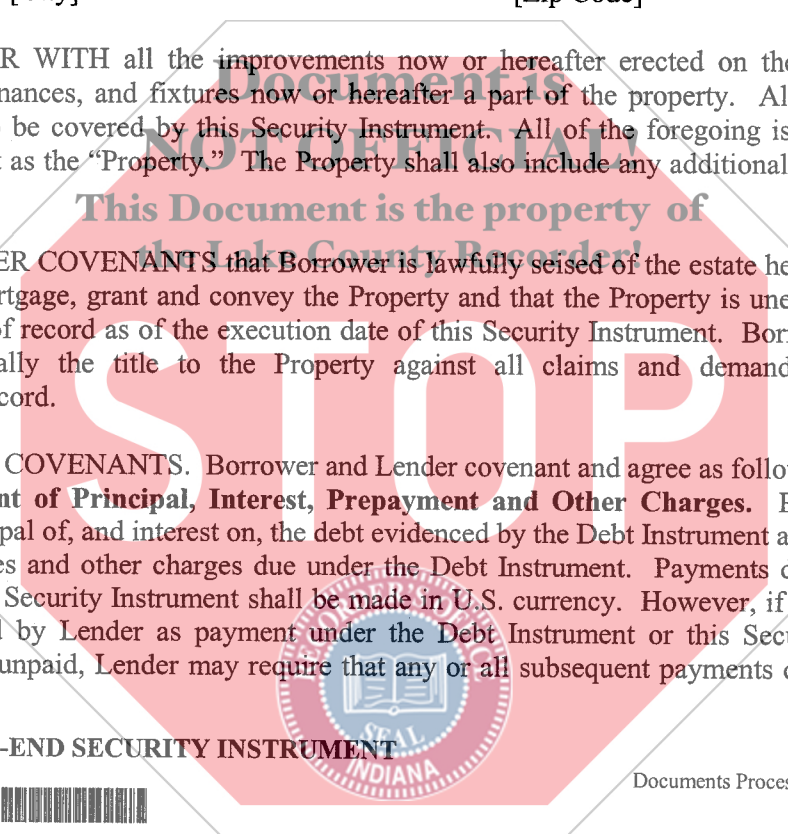 [Zip Code]
R WITH all the improvements now or hereafter erected on the
nances, and fixtures now or hereafter a part of the property. Al
be covered by this Security Instrument. All of the foregoing is
as the “Property.” The Property shall also include any additional
Document is
NOT OFFICIAL!
This Document is the property of
the Lake County Recorder!
ER COVENANTS that Borrower is lawfully seised of the estate he
rtgage, grant and convey the Property and that the Property is une
of record as of the execution date of this Security Instrument. Bor
ally the title to the Property against all claims and demand
cord.
STOP
COVENANTS. Borrower and Lender covenant and agree as follo
nt of Principal, Interest, Prepayment and Other Charges.
pal of, and interest on, the debt evidenced by the Debt Instrument a
es and other charges due under the Debt Instrument. Payments
Security Instrument shall be made in U.S. currency. However, if
by Lender as payment under the Debt Instrument or this Secu
unpaid, Lender may require that any or all subsequent payments
RECORDER'S OFFICE
SEAL
INDIANA
-END SECURITY INSTRUMENT
Documents Proces